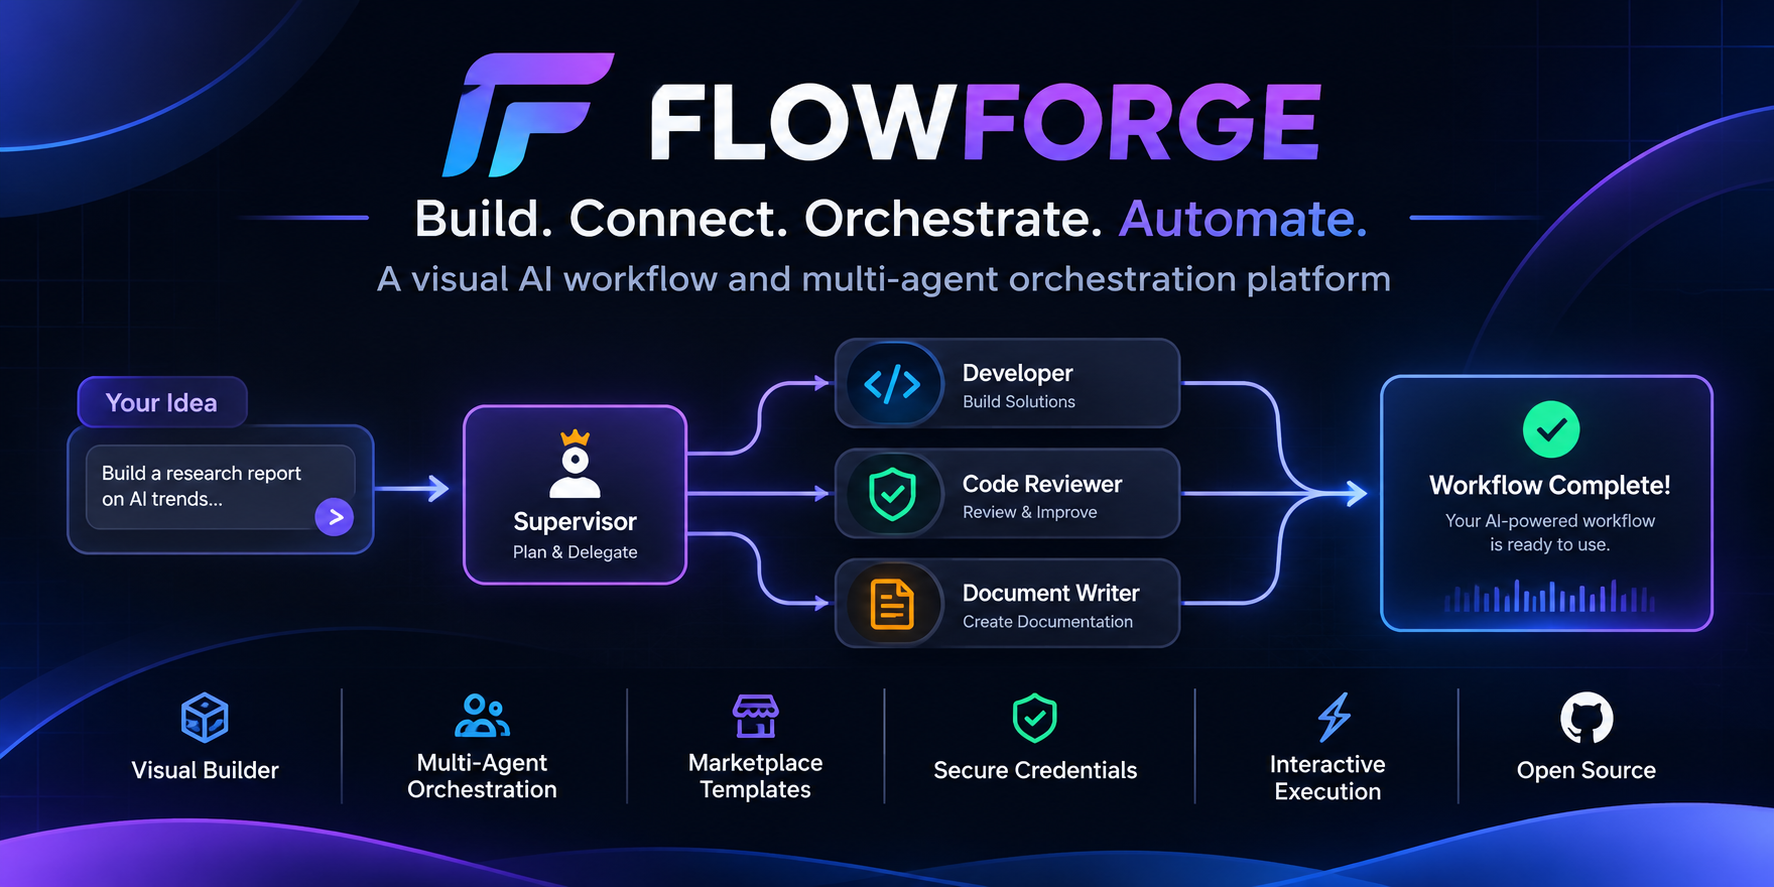 FLOWFORGE
Build. Connect. Orchestrate. Automate.
A visual AI workflow and multi-agent orchestration platform
Your Idea
Build a research report
on AI trends...
Supervisor
Plan & Delegate
Developer
Build Solutions
Code Reviewer
Review & Improve
Document Writer
Create Documentation
Workflow Complete!
Your AI-powered workflow
is ready to use.
Visual Builder
Multi-Agent
Orchestration
Marketplace
Templates
Secure Credentials
Interactive
Execution
Open Source